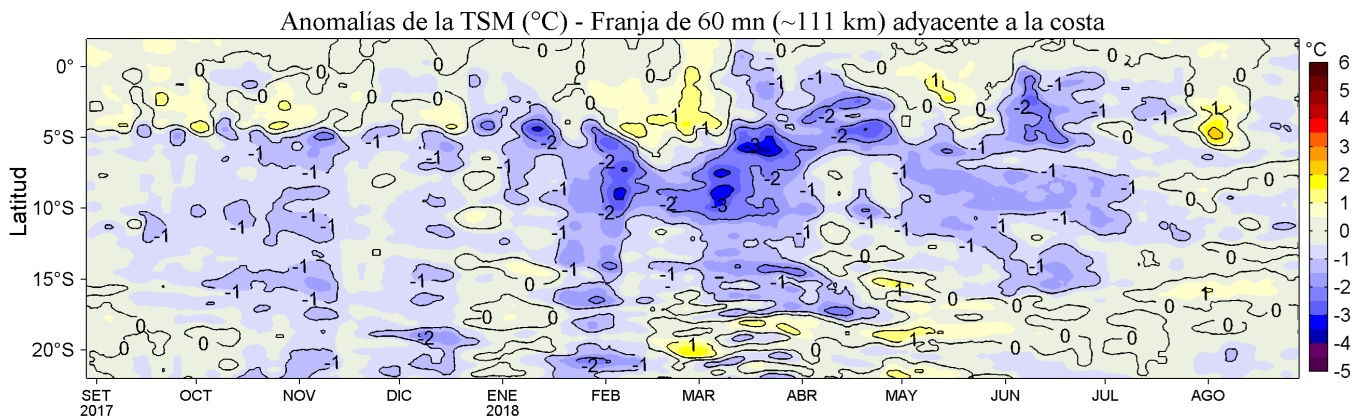 Anomalías de la TSM (°C) - Franja de 60 mn (~111 km) adyacente a la costa
°C
6
5
4
3
2
1
0
-1
-2
-3
-4
-5
Latitud
0°
5°S
10°S
15°S
20°S
SET OCT NOV DIC ENE FEB MAR ABR MAY JUN JUL AGO
2017 2018